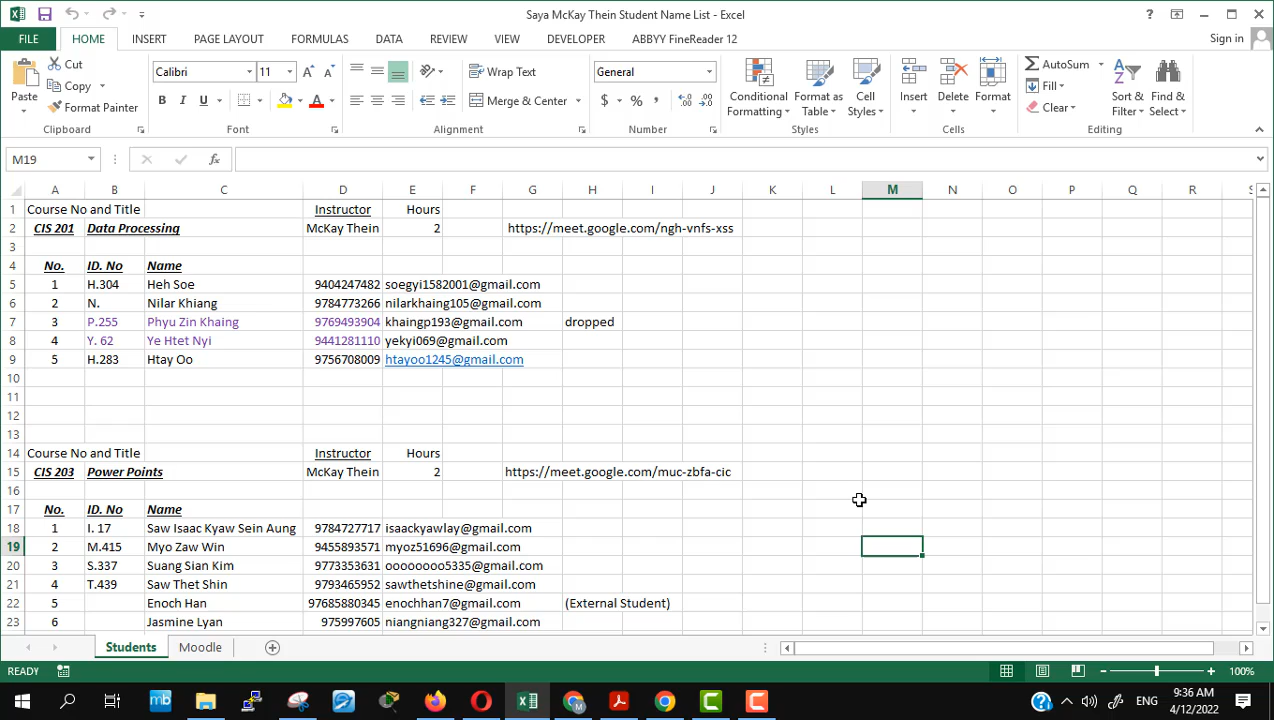 Saya McKay Thein Student Name List - Excel
FILE HOME INSERT PAGE LAYOUT FORMULAS DATA REVIEW VIEW DEVELOPER ABBYY FineReader 12 Sign in
Cut
Copy
Format Painter
Paste
Clipboard
Calibri 11
B I U
Font
Wrap Text
Merge & Center
Alignment
General
$ % ,
Number
Conditional Formatting
Format as Table
Cell Styles
Styles
Insert Delete Format
Cells
AutoSum
Fill
Clear
Sort & Filter
Find & Select
Editing
M19
A B C D E F G H I J K L M N O P Q R S
1 Course No and Title Instructor Hours
2 CIS 201 Data Processing McKay Thein 2 https://meet.google.com/ngh-vnfs-xss
3
4 No. ID. No Name
5 1 H.304 Heh Soe 9404247482 soegyi1582001@gmail.com
6 2 N. Nilar Khiang 9784773266 nilarkhaing105@gmail.com
7 3 P.255 Phyu Zin Khaing 9769493904 khaingp193@gmail.com dropped
8 4 Y. 62 Ye Htet Nyi 9441281110 yekyi069@gmail.com
9 5 H.283 Htay Oo 9756708009 htayoo1245@gmail.com
10
11
12
13
14 Course No and Title Instructor Hours
15 CIS 203 Power Points McKay Thein 2 https://meet.google.com/muc-zbfa-cic
16
17 No. ID. No Name
18 1 I. 17 Saw Isaac Kyaw Sein Aung 9784727717 isaackyawlay@gmail.com
19 2 M.415 Myo Zaw Win 9455893571 myoz51696@gmail.com
20 3 S.337 Suang Sian Kim 9773353631 oooooooo5335@gmail.com
21 4 T.439 Saw Thet Shin 9793465952 sawthetshine@gmail.com
22 5 Enoch Han 97685880345 enochhan7@gmail.com (External Student)
23 6 Jasmine Lyan 975997605 niangniang327@gmail.com
Students Moodle
READY 100%
mb ENG 9:36 AM
4/12/2022